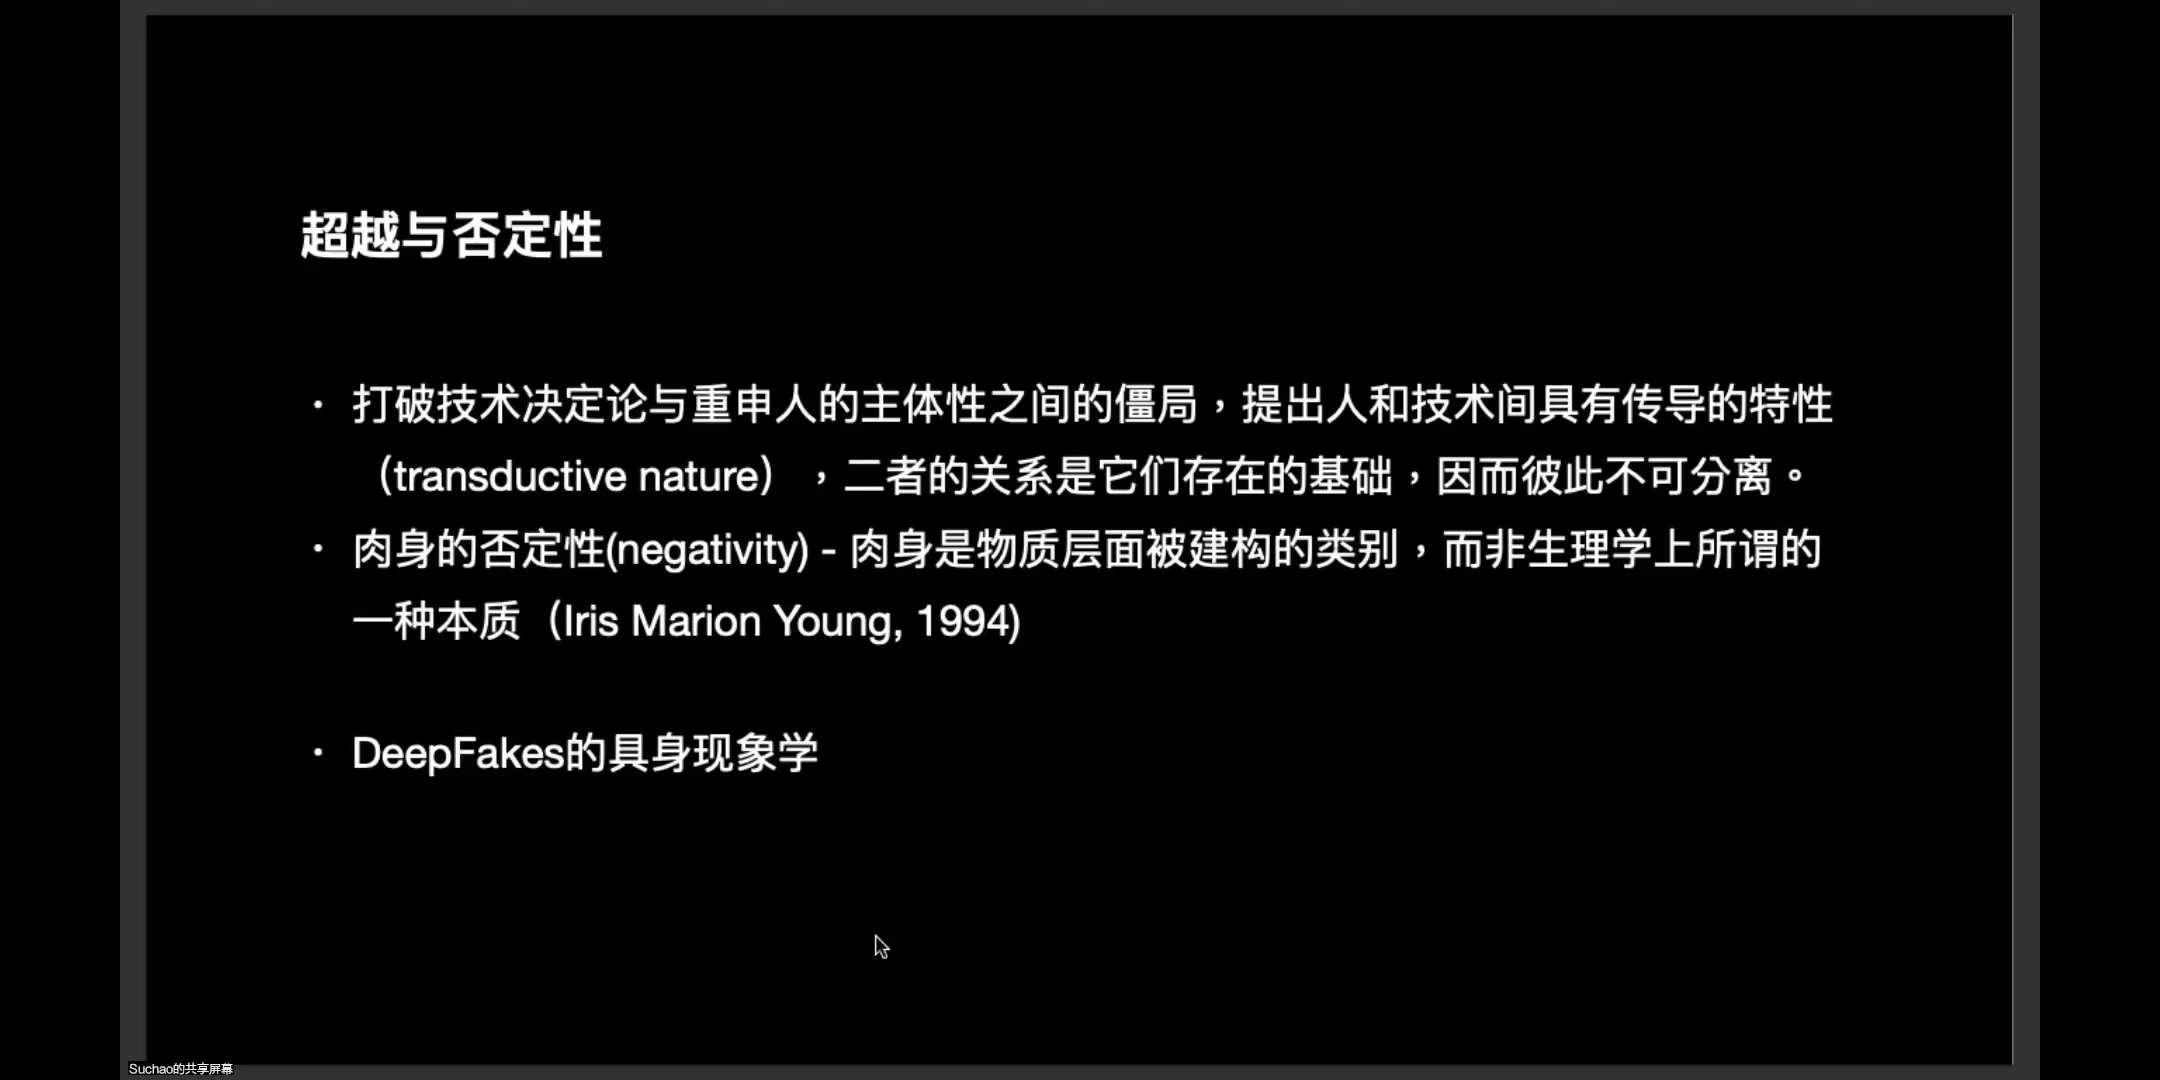 超越与否定性
· 打破技术决定论与重申人的主体性之间的僵局，提出人和技术间具有传导的特性
（transductive nature），二者的关系是它们存在的基础，因而彼此不可分离。
· 肉身的否定性(negativity) - 肉身是物质层面被建构的类别，而非生理学上所谓的
一种本质（Iris Marion Young, 1994)
· DeepFakes的具身现象学
Suchao的共享屏幕